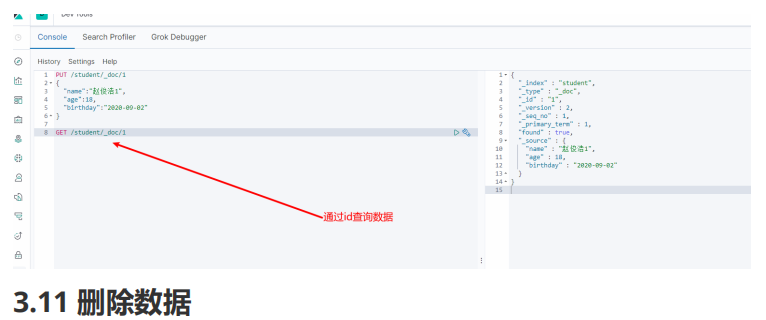 Dev Tools
Console Search Profiler Grok Debugger
History Settings Help
1 PUT /student/_doc/1
2 {
3 "name":"赵俊浩1",
4 "age":18,
5 "birthday":"2020-09-02"
6 }
7
8 GET /student/_doc/1
1 {
2 "_index" : "student",
3 "_type" : "_doc",
4 "_id" : "1",
5 "_version" : 2,
6 "_seq_no" : 1,
7 "_primary_term" : 1,
8 "found" : true,
9 "_source" : {
10 "name" : "赵俊浩1",
11 "age" : 18,
12 "birthday" : "2020-09-02"
13 }
14 }
15
通过id查询数据
3.11 删除数据